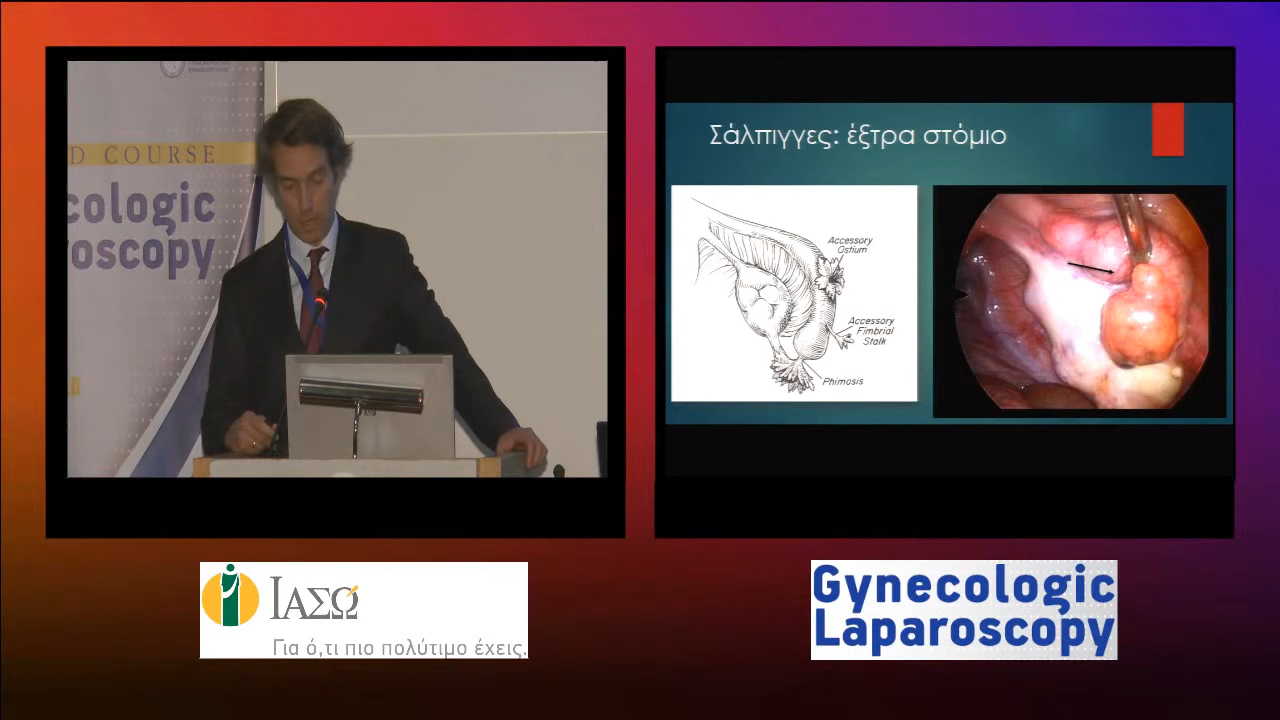 D COURSE
cologic
roscopy
Σάλπιγγες: έξτρα στόμιο
Accessory
Ostium
Accessory
Fimbrial
Stalk
Phimosis
ΙΑΣΩ
Για ό,τι πιο πολύτιμο έχεις.
Gynecologic
Laparoscopy